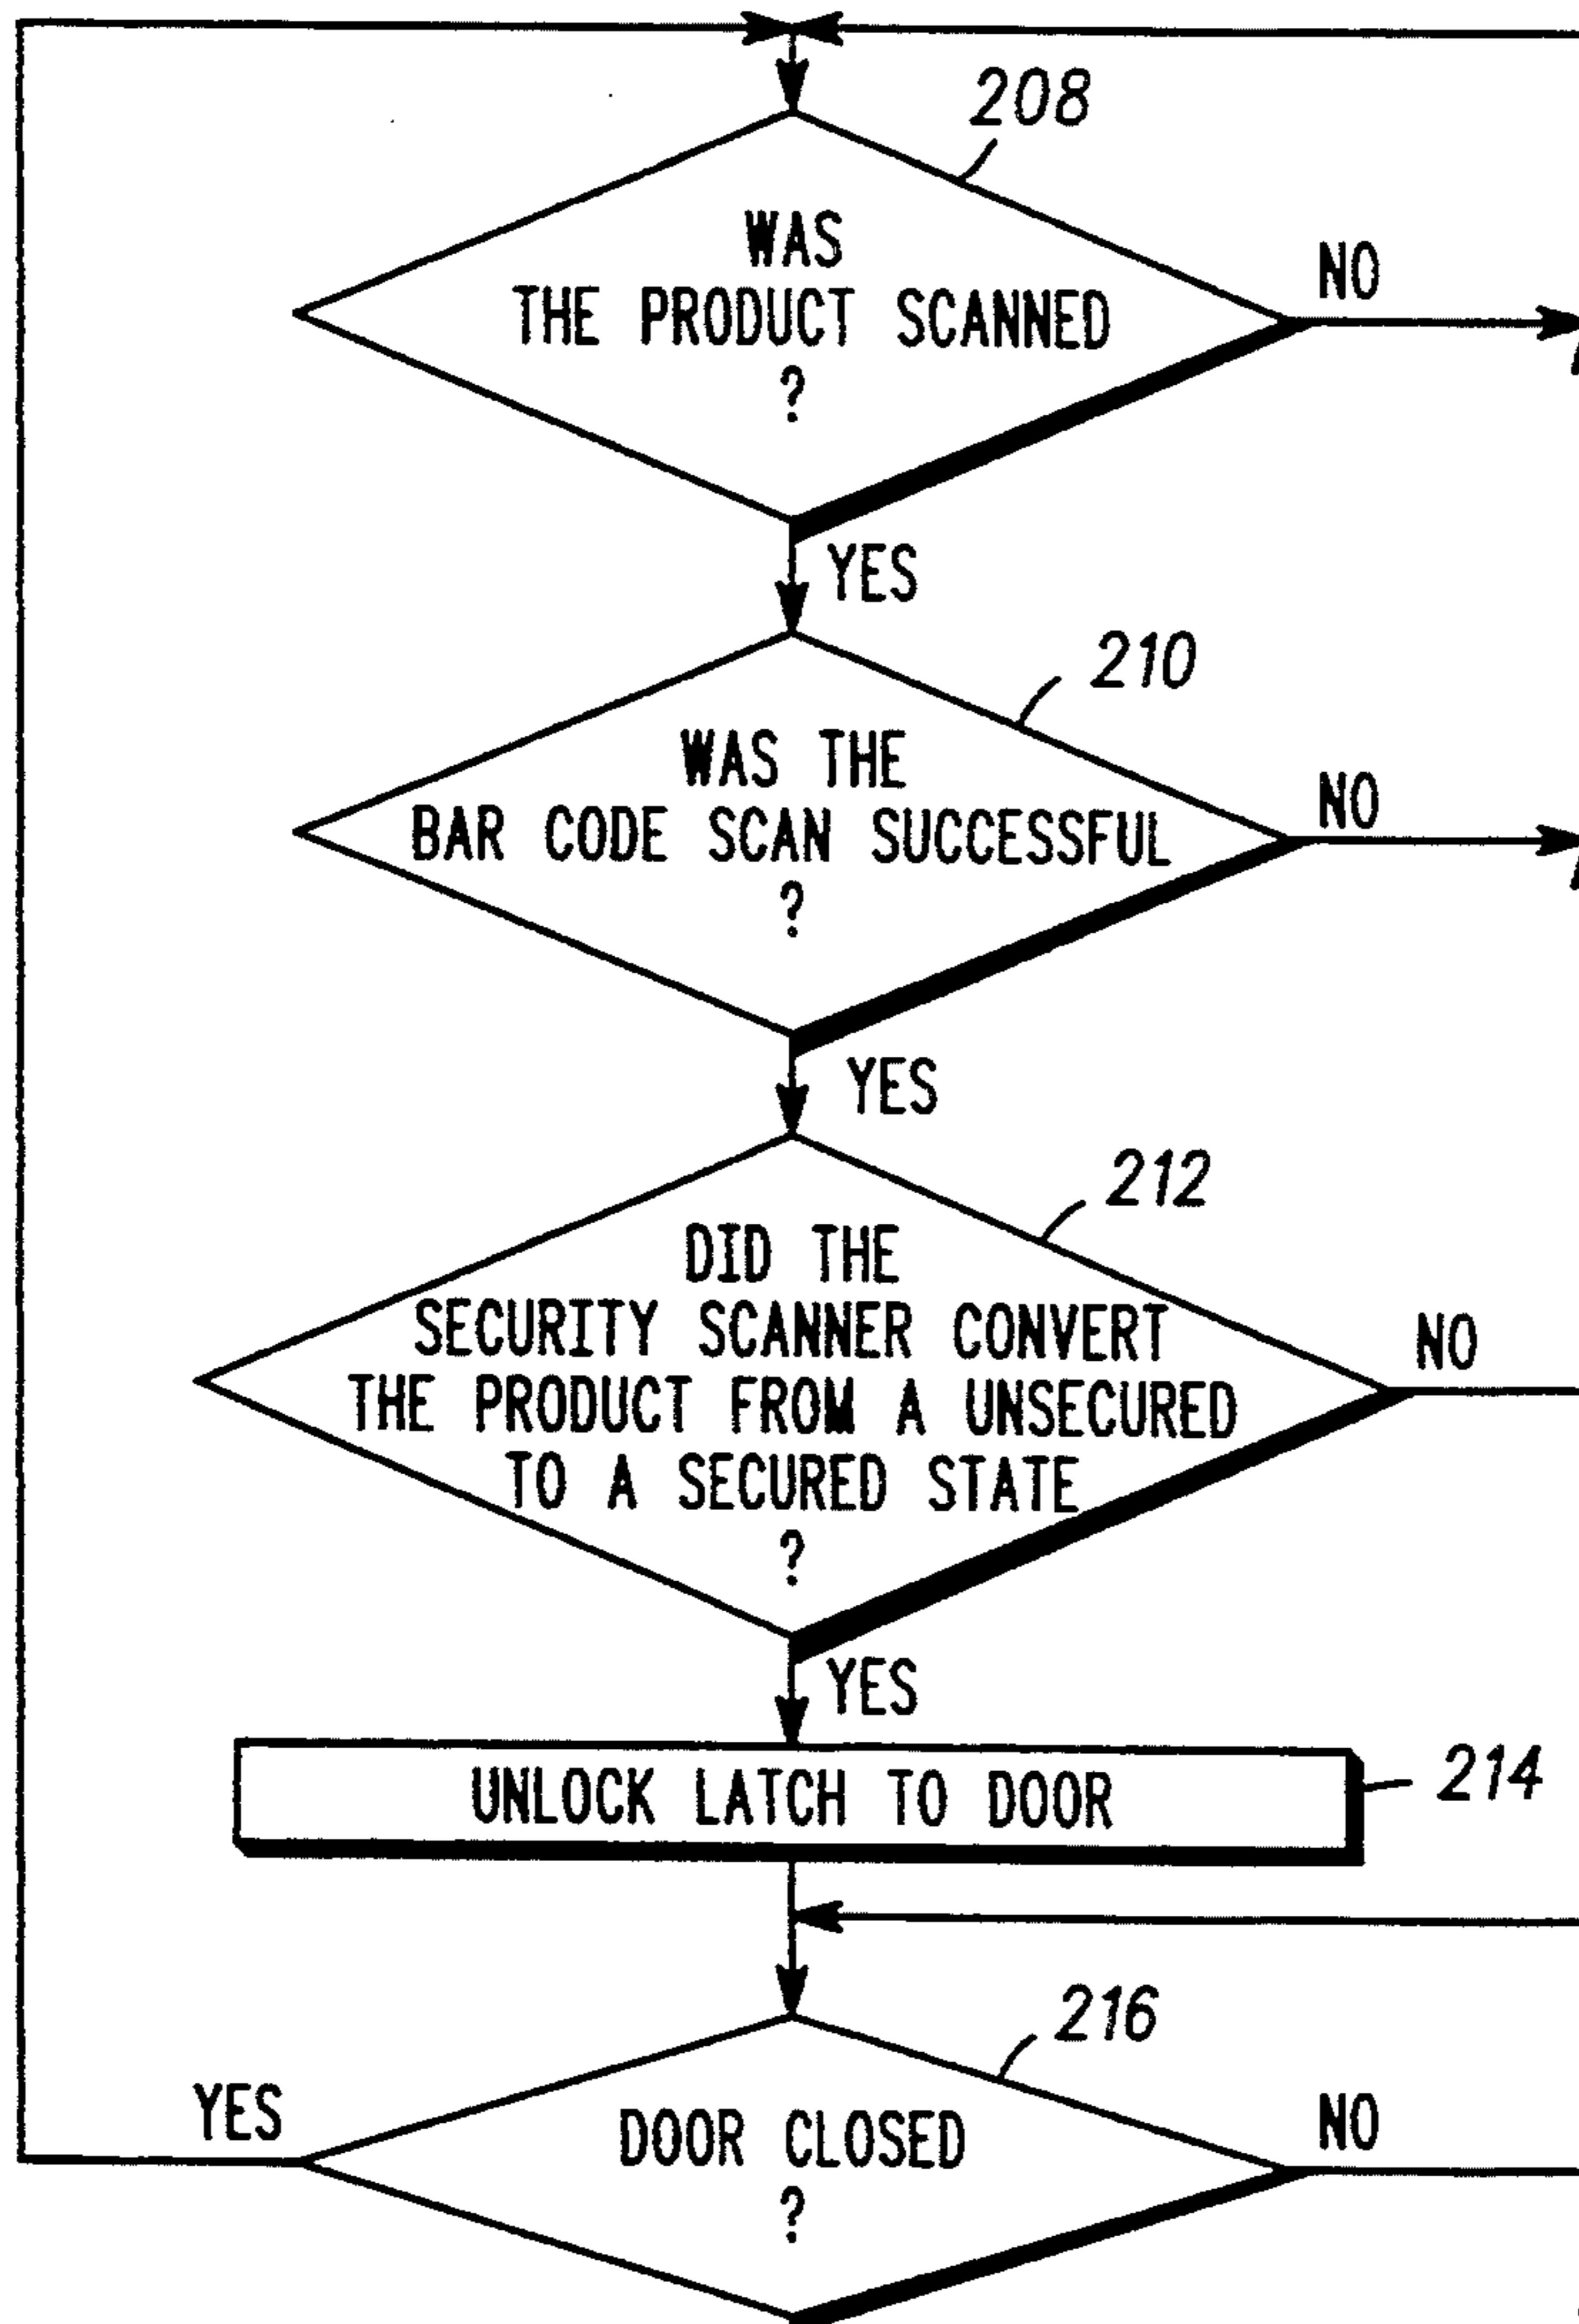 208
WAS
THE PRODUCT SCANNED
?
NO
YES
210
WAS THE
BAR CODE SCAN SUCCESSFUL
?
NO
YES
212
DID THE
SECURITY SCANNER CONVERT
THE PRODUCT FROM A UNSECURED
TO A SECURED STATE
?
NO
YES
UNLOCK LATCH TO DOOR
214
216
YES
DOOR CLOSED
?
NO